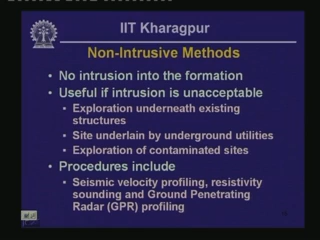 IIT Kharagpur
Non-Intrusive Methods
• No intrusion into the formation
• Useful if intrusion is unacceptable
• Exploration underneath existing
structures
• Site underlain by underground utilities
• Exploration of contaminated sites
• Procedures include
• Seismic velocity profiling, resistivity
sounding and Ground Penetrating
Radar (GPR) profiling